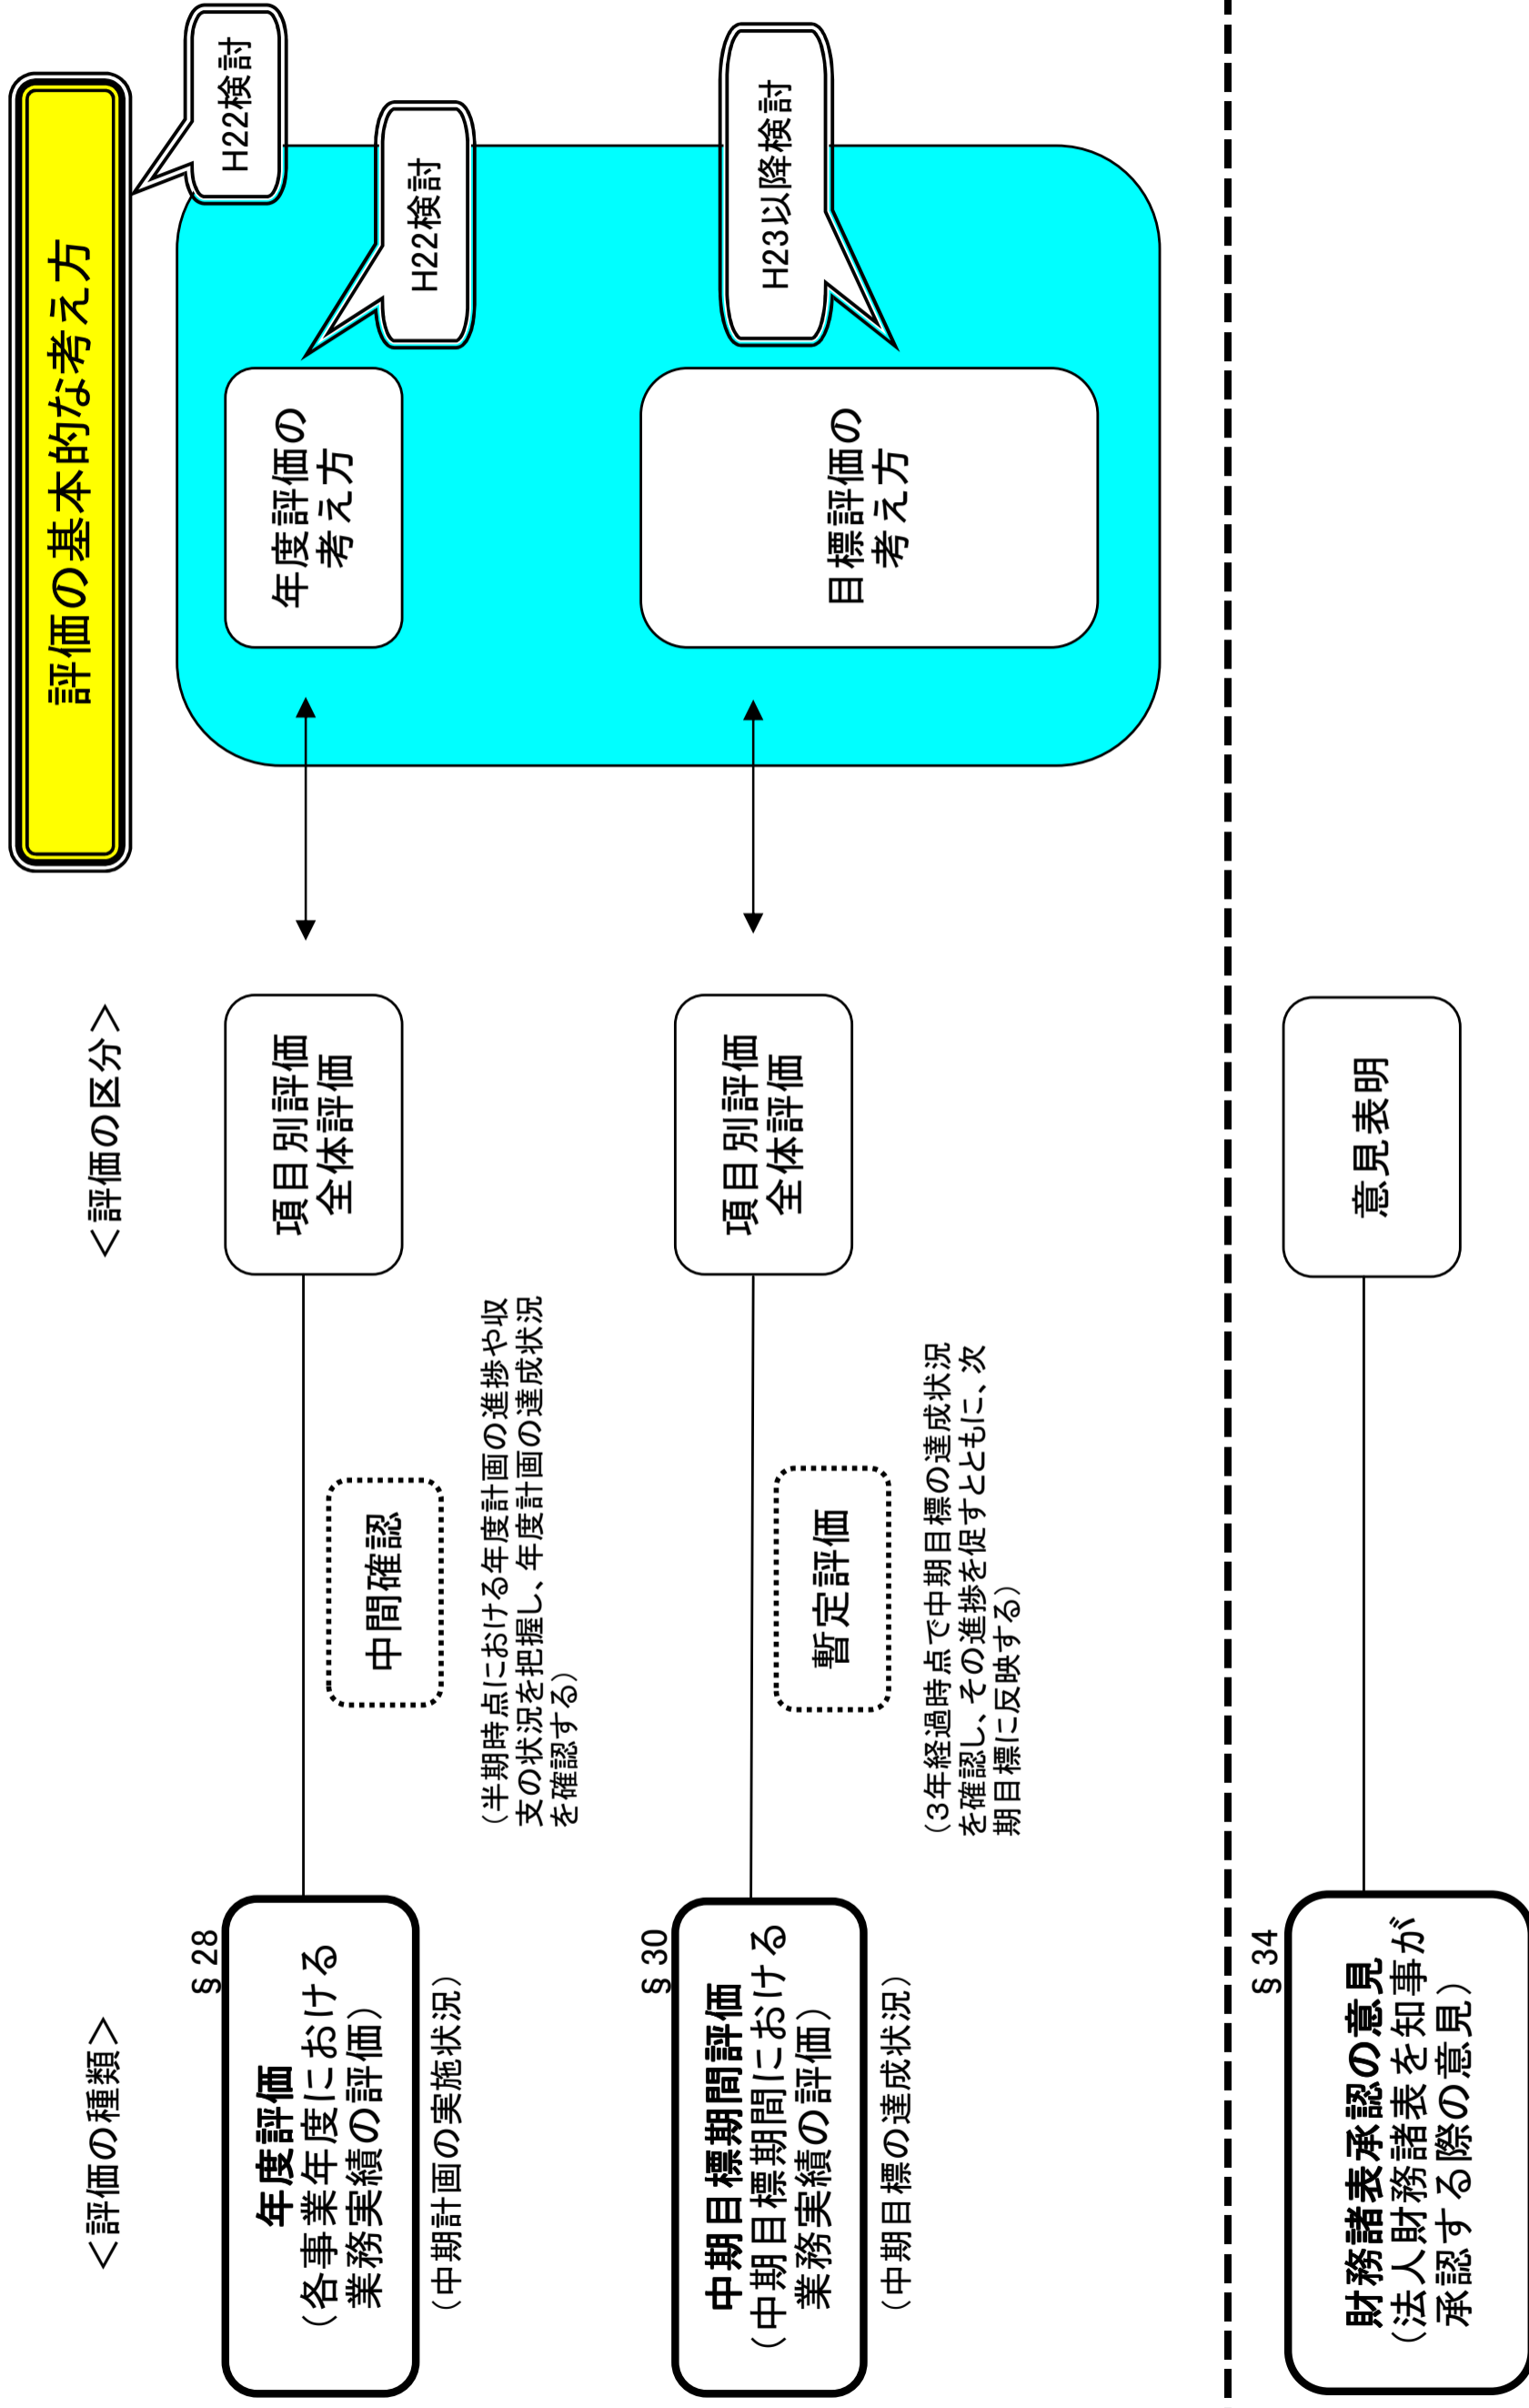 評価の基本的な考え方
H22検討
＜評価の種類＞
＜評価の区分＞
§28
年度評価
（各事業年度における
業務実績の評価）
（中期計画の実施状況）
中間確認
（半期時点における年度計画の進捗や収
支の状況を把握し、年度計画の達成状況
を確認する）
項目別評価
全体評価
年度評価の
考え方
H22検討
§30
中期目標期間評価
（中期目標期間における
業務実績の評価）
（中期目標の達成状況）
暫定評価
（3年経過時点で中期目標の達成状況
を確認し、その進捗を促すとともに、次
期目標に反映する）
項目別評価
全体評価
目標評価の
考え方
H23以降検討
§34
財務諸表承認の意見
（法人財務諸表を知事が
承認する際の意見）
意見表明